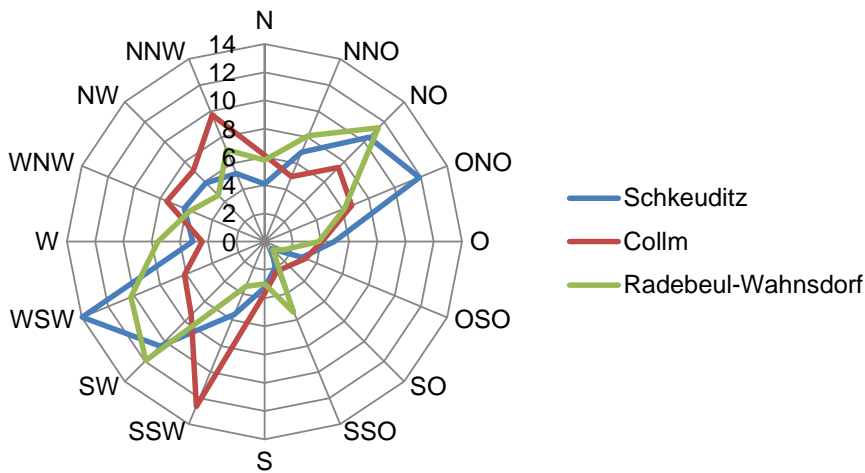 N
NNO
NO
ONO
O
OSO
SO
SSO
S
SSW
SW
WSW
W
WNW
NW
NNW
14
12
10
8
6
4
2
0
Schkeuditz
Collm
Radebeul-Wahnsdorf